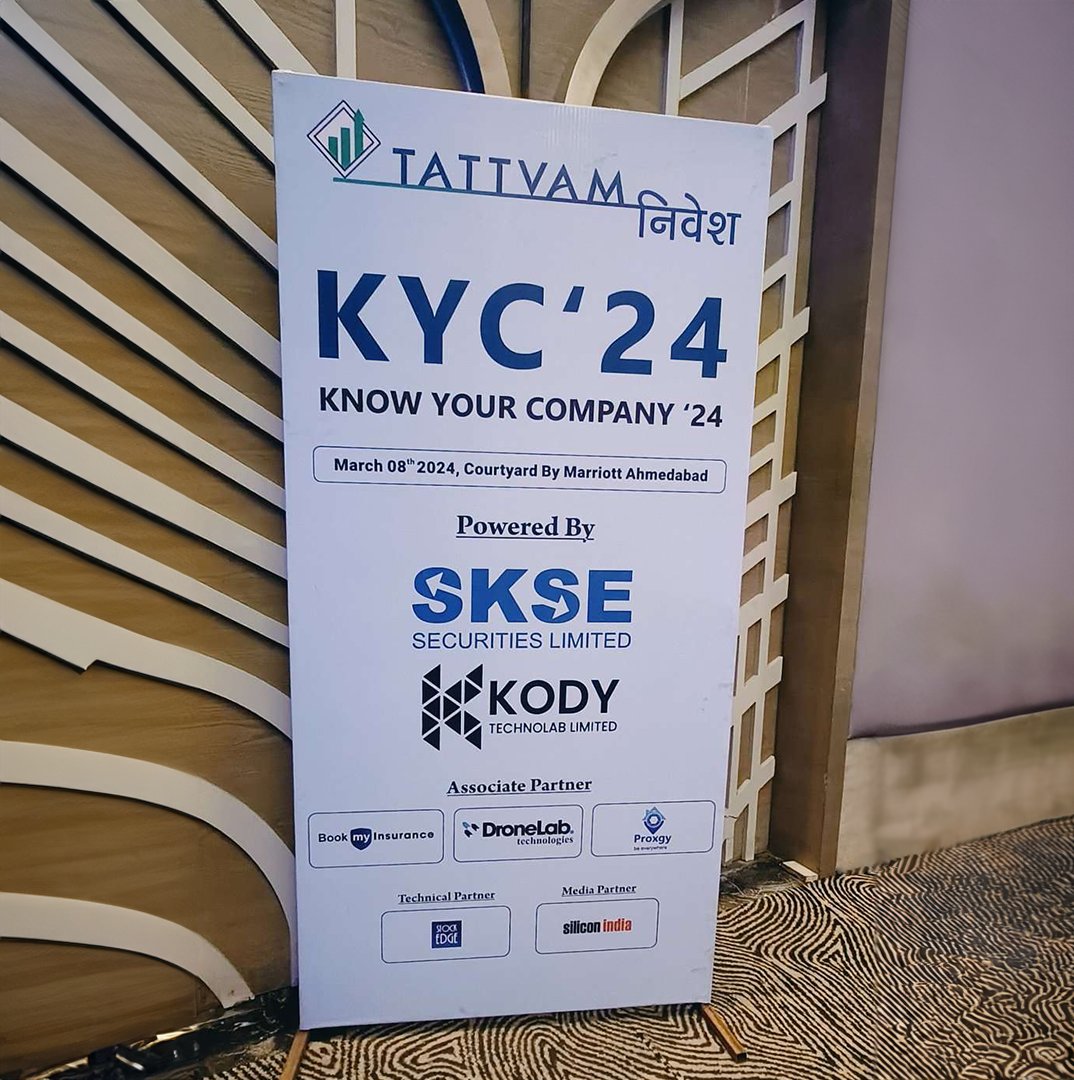 TATTVAM
निवेश
KYC‘24
KNOW YOUR COMPANY ‘24
March 08th 2024, Courtyard By Marriott Ahmedabad
Powered By
SKSE
SECURITIES LIMITED
KODY
TECHNOLAB LIMITED
Associate Partner
Book my Insurance
DroneLab.
technologies
Proxgy
be everywhere
Technical Partner
Media Partner
STOCK
EDGE
silicon india